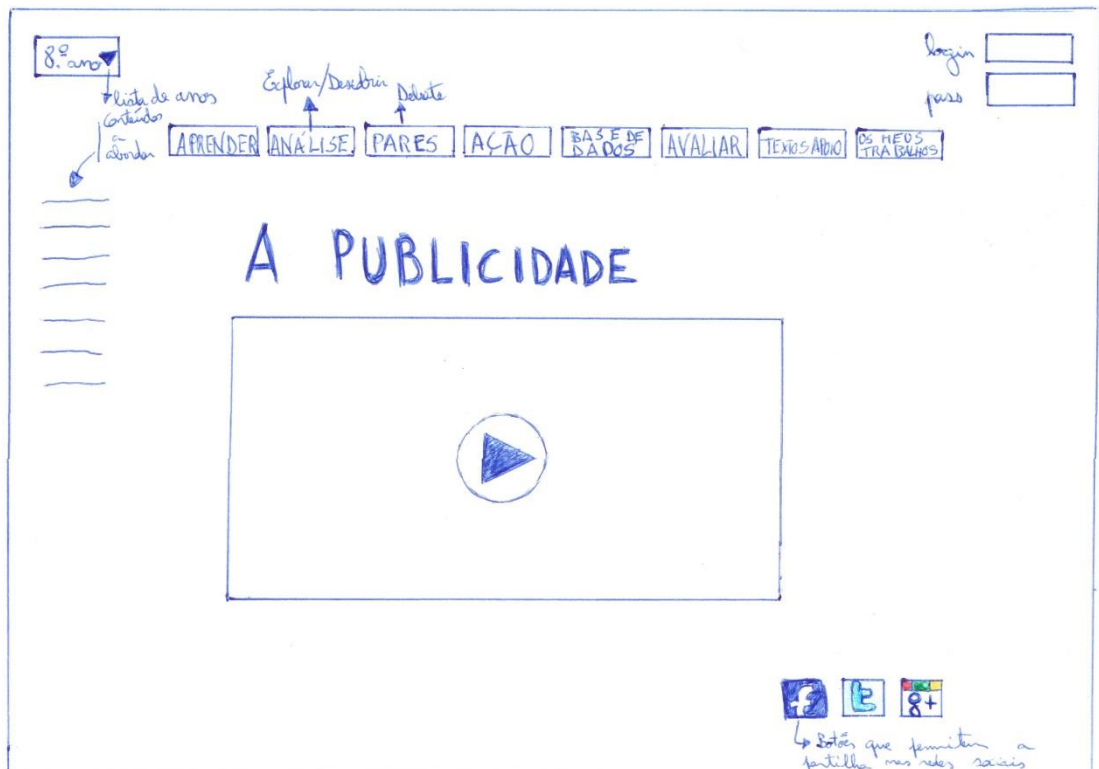 8.º ano
login
pass
lista de anos
Conteúdos
a
abordar
Explorar/Descobrir
Debate
APRENDER
ANÁLISE
PARES
AÇÃO
BASE DE
DADOS
AVALIAR
TEXTOS APOIO
OS MEUS
TRABALHOS
A PUBLICIDADE
f
t
g+
Botões que permitem a
partilha nas redes sociais